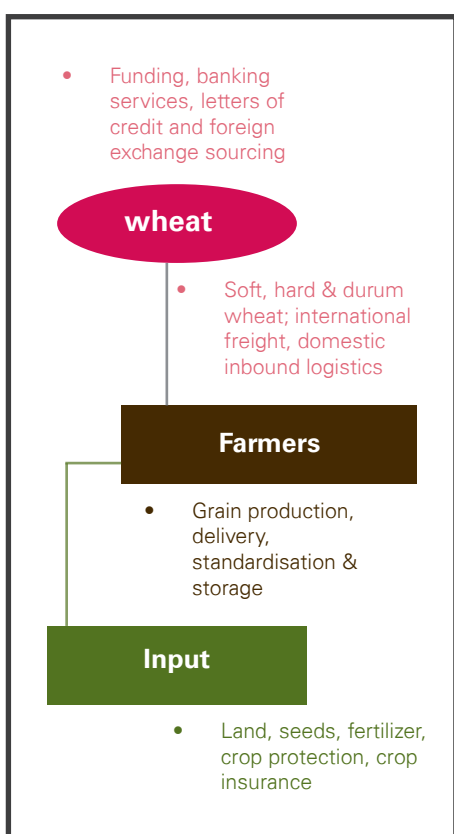 • Funding, banking
services, letters of
credit and foreign
exchange sourcing
wheat
• Soft, hard & durum
wheat; international
freight, domestic
inbound logistics
Farmers
• Grain production,
delivery,
standardisation &
storage
Input
• Land, seeds, fertilizer,
crop protection, crop
insurance